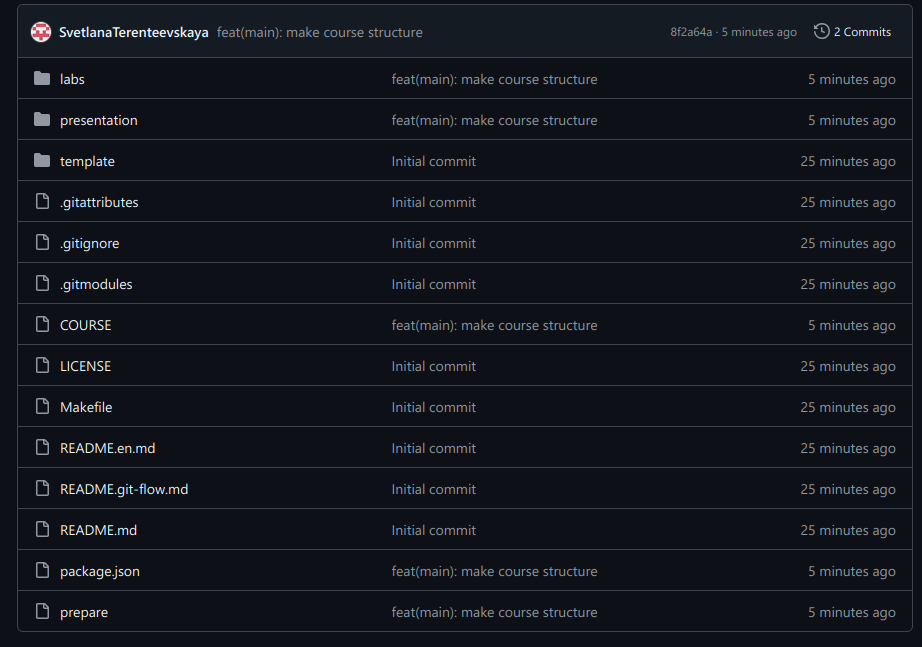 SvetlanaTerenteevskaya feat(main): make course structure 8f2a64a · 5 minutes ago 2 Commits
labs feat(main): make course structure 5 minutes ago
presentation feat(main): make course structure 5 minutes ago
template Initial commit 25 minutes ago
.gitattributes Initial commit 25 minutes ago
.gitignore Initial commit 25 minutes ago
.gitmodules Initial commit 25 minutes ago
COURSE feat(main): make course structure 5 minutes ago
LICENSE Initial commit 25 minutes ago
Makefile Initial commit 25 minutes ago
README.en.md Initial commit 25 minutes ago
README.git-flow.md Initial commit 25 minutes ago
README.md Initial commit 25 minutes ago
package.json feat(main): make course structure 5 minutes ago
prepare feat(main): make course structure 5 minutes ago